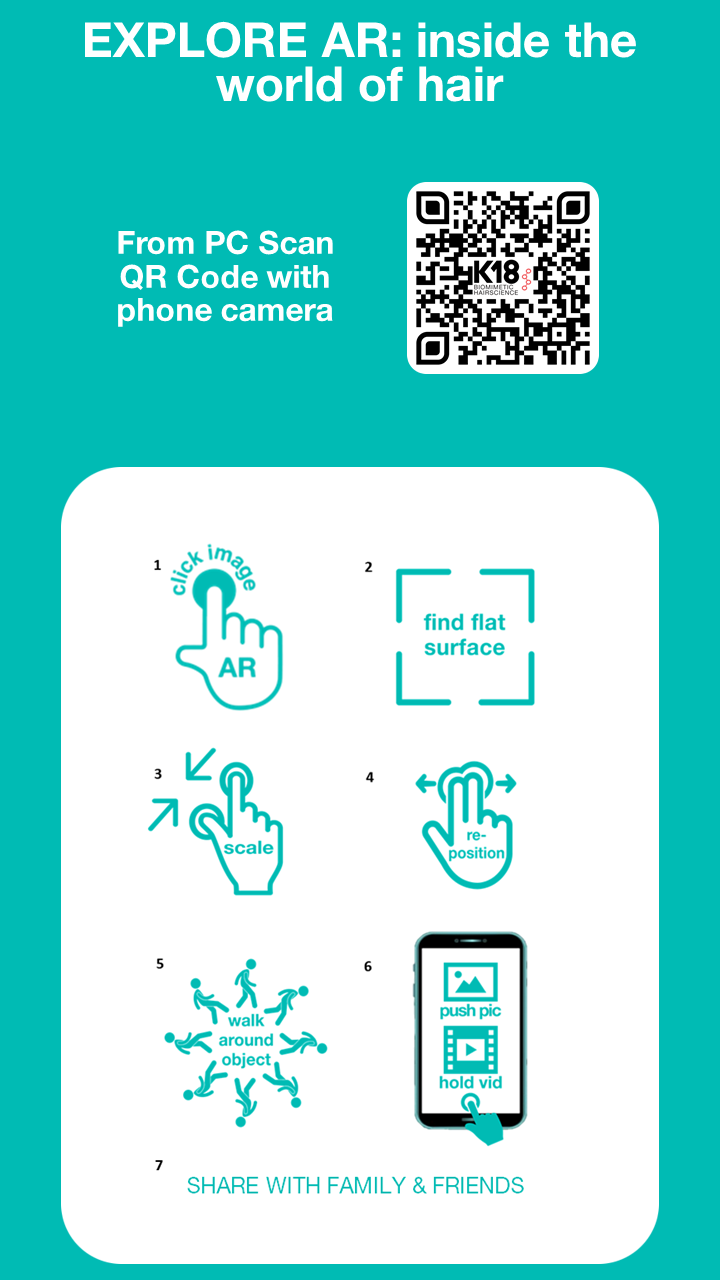 EXPLORE AR: inside the
world of hair
From PC Scan
QR Code with
phone camera
K18
BIOMIMETIC
HAIRSCIENCE
1
click image
AR
2
find flat
surface
3
scale
4
re-
position
5
walk
around
object
6
push pic
hold vid
7
SHARE WITH FAMILY & FRIENDS